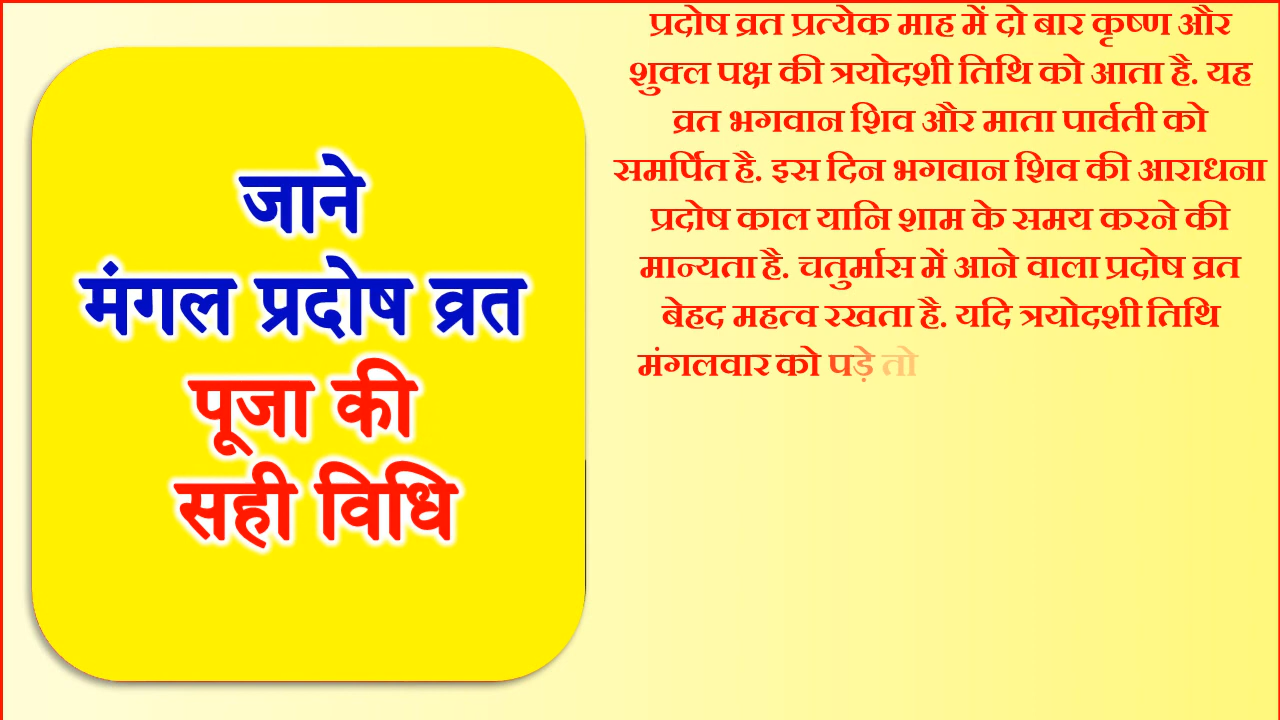 जाने
मंगल प्रदोष व्रत
पूजा की
सही विधि
प्रदोष व्रत प्रत्येक माह में दो बार कृष्ण और
शुक्ल पक्ष की त्रयोदशी तिथि को आता है. यह
व्रत भगवान शिव और माता पार्वती को
समर्पित है. इस दिन भगवान शिव की आराधना
प्रदोष काल यानि शाम के समय करने की
मान्यता है. चतुर्मास में आने वाला प्रदोष व्रत
बेहद महत्व रखता है. यदि त्रयोदशी तिथि
मंगलवार को पड़े तो